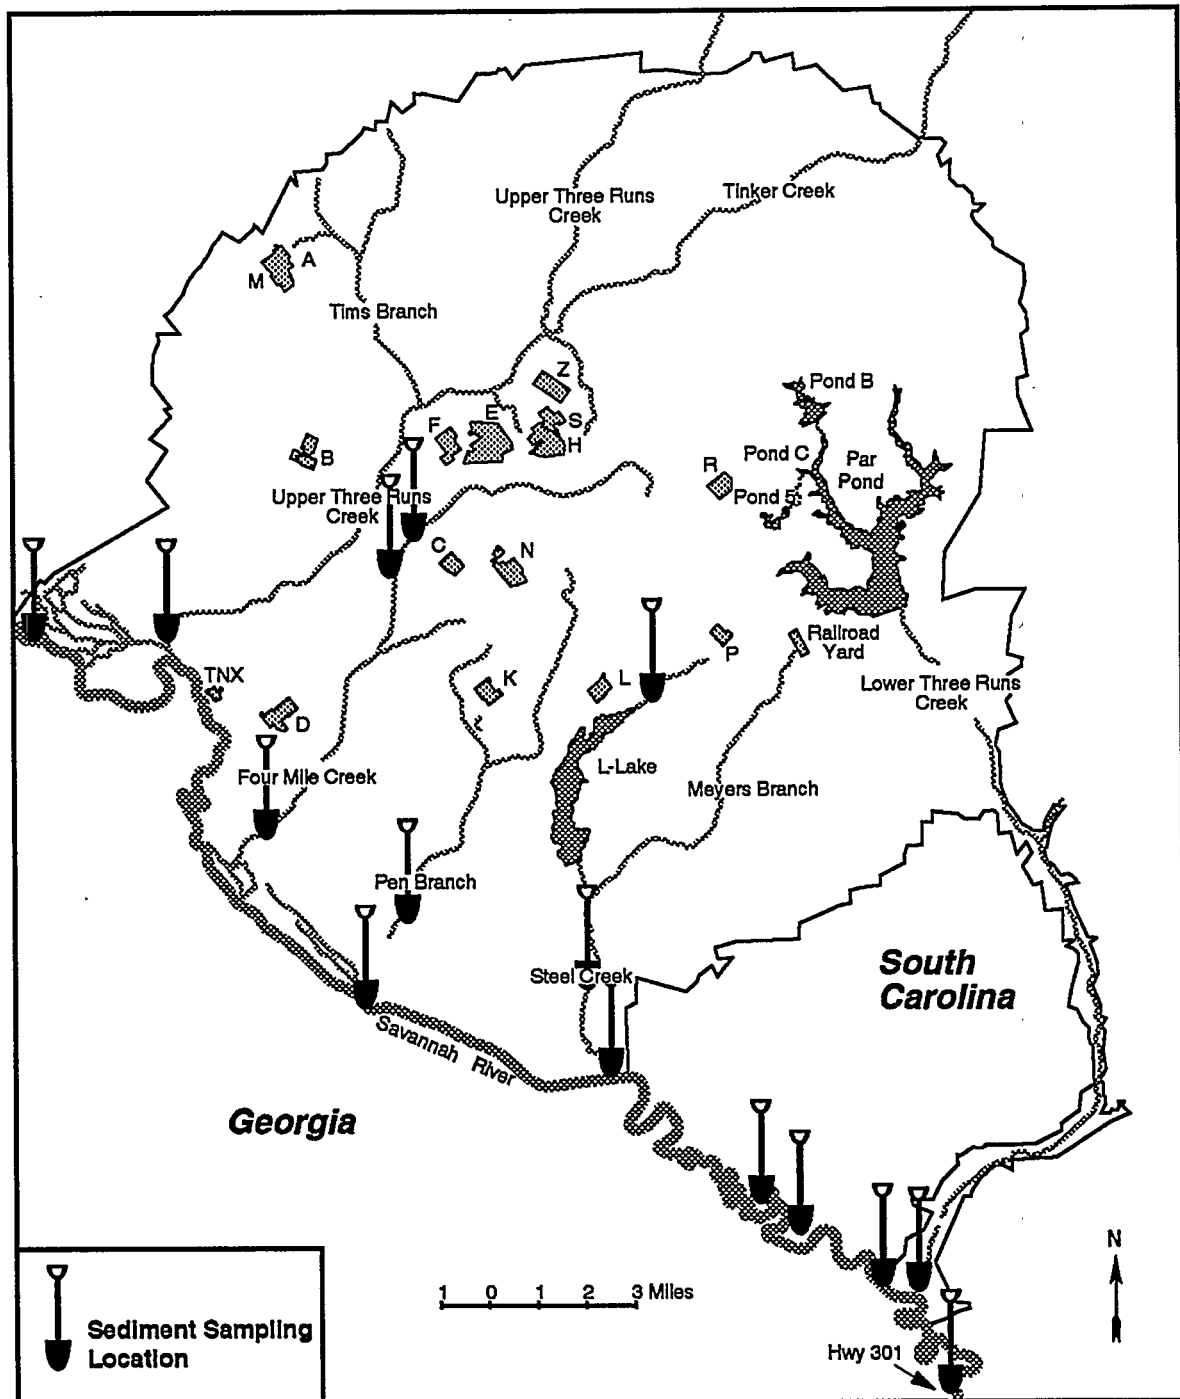 Upper Three Runs
Creek
Tinker Creek
A
M
Tims Branch
Z
Pond B
S
E
F
H
B
Pond C
Par
Pond
R
Pond 5
Upper Three Runs
Creek
C
N
P
Railroad
Yard
TNX
K
L
Lower Three Runs
Creek
D
L-Lake
Four Mile Creek
Meyers Branch
Pen Branch
Steel Creek
South
Carolina
Savannah River
Georgia
N
1 0 1 2 3 Miles
Sediment Sampling
Location
Hwy 301